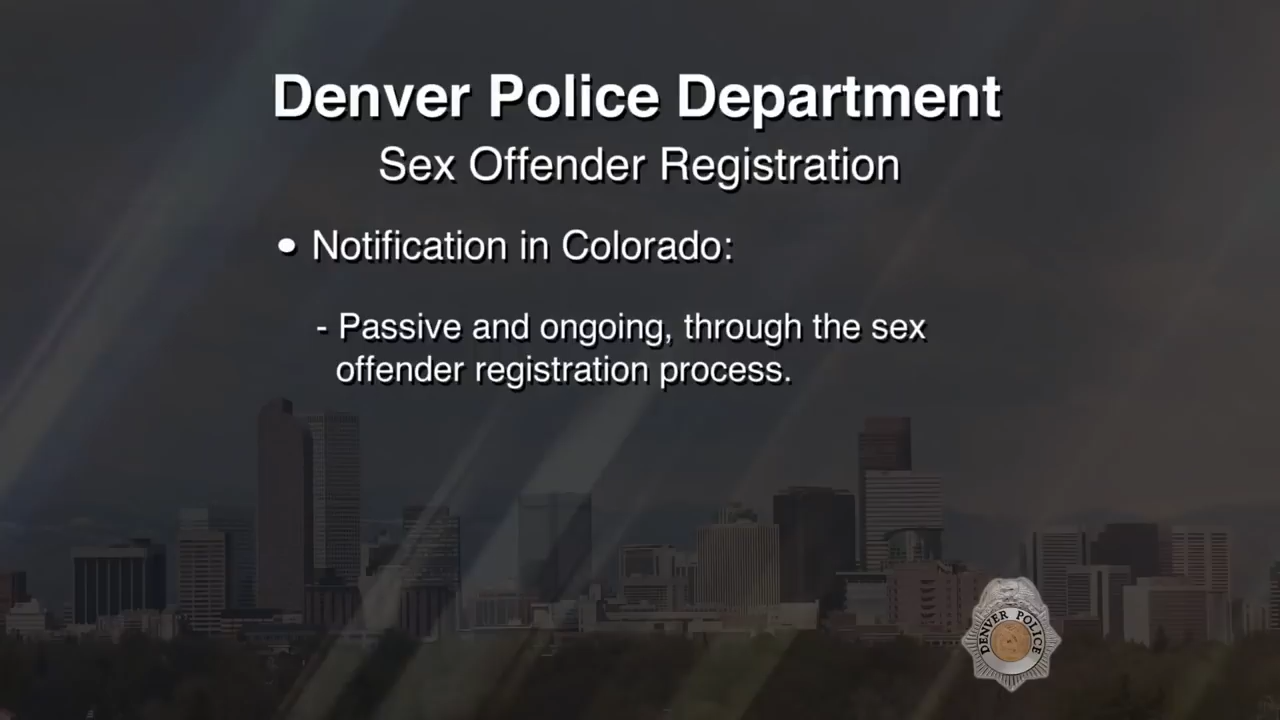 Denver Police Department
Sex Offender Registration
• Notification in Colorado:
- Passive and ongoing, through the sex
offender registration process.
DENVER POLICE